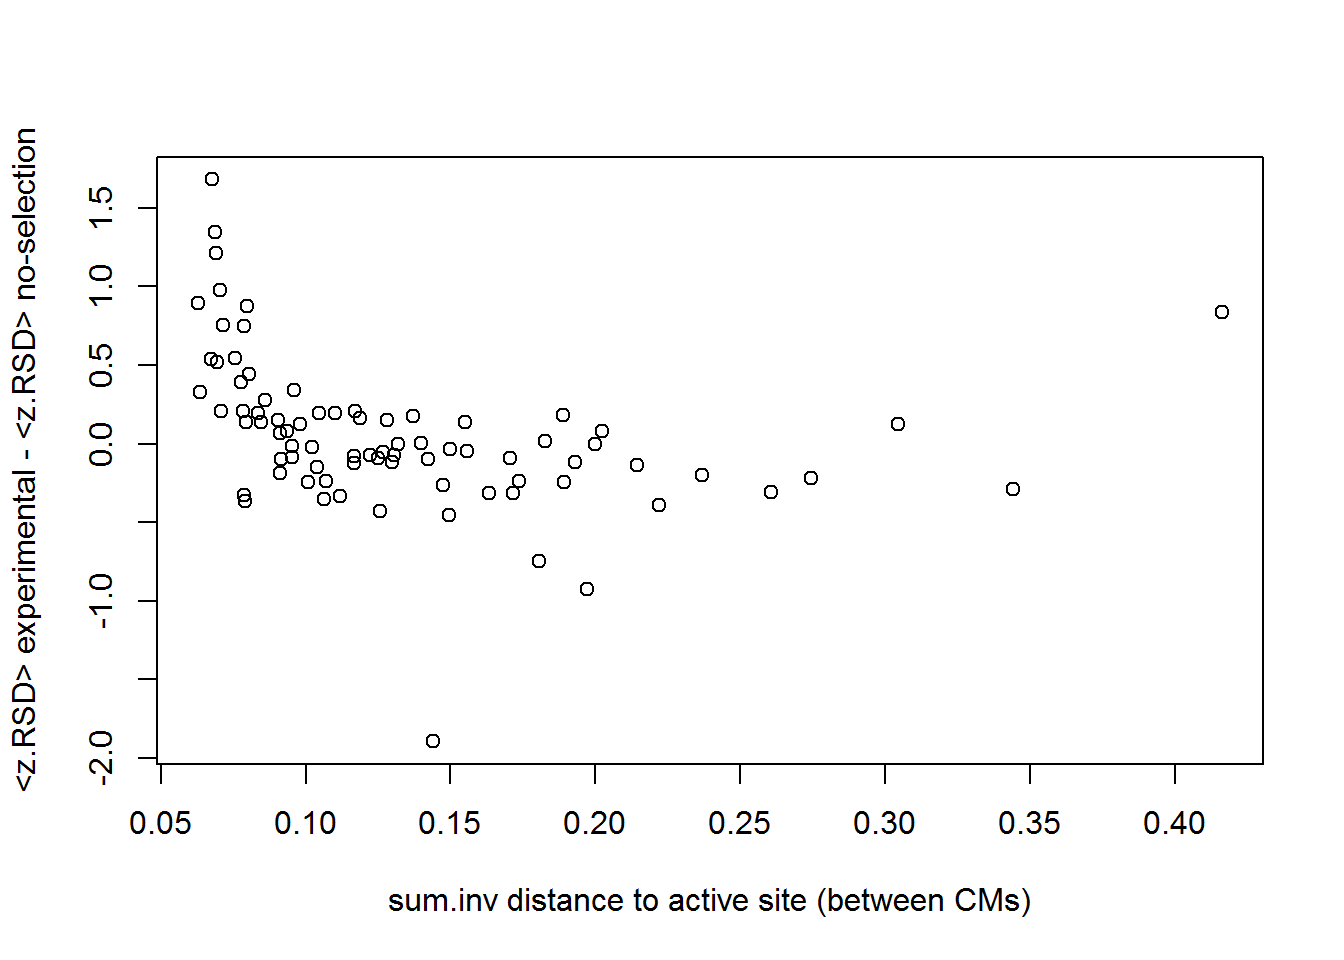 <z.RSD> experimental - <z.RSD> no-selection
1.5
1.0
0.5
0.0
-1.0
-2.0
0.05 0.10 0.15 0.20 0.25 0.30 0.35 0.40
sum.inv distance to active site (between CMs)